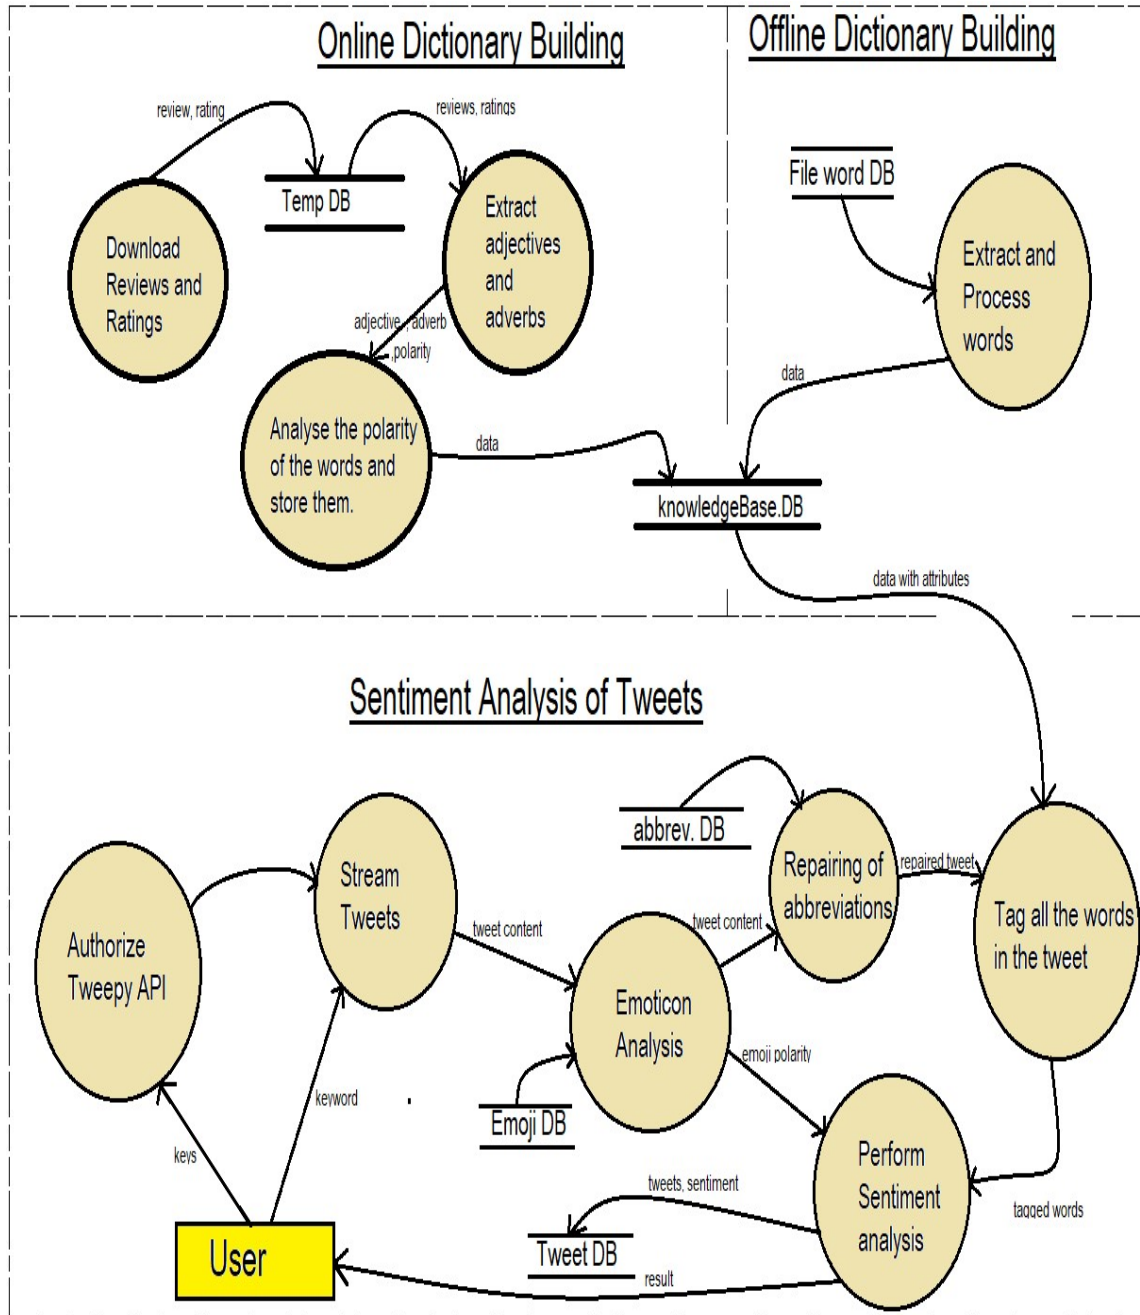 Online Dictionary Building
Offline Dictionary Building
review, rating
reviews, ratings
Temp DB
Download
Reviews and
Ratings
Extract
adjectives
and
adverbs
adjective, , adverb
,polarity
Analyse the polarity
of the words and
store them.
data
File word DB
Extract and
Process
words
data
knowledgeBase.DB
data with attributes
Sentiment Analysis of Tweets
abbrev. DB
Stream
Tweets
Repairing of
abbreviations
repaired tweet
Authorize
Tweepy API
tweet content
tweet content
Tag all the words
in the tweet
Emoticon
Analysis
emoji polarity
keyword
Emoji DB
keys
Perform
Sentiment
analysis
tweets, sentiment
tagged words
User
Tweet DB
result